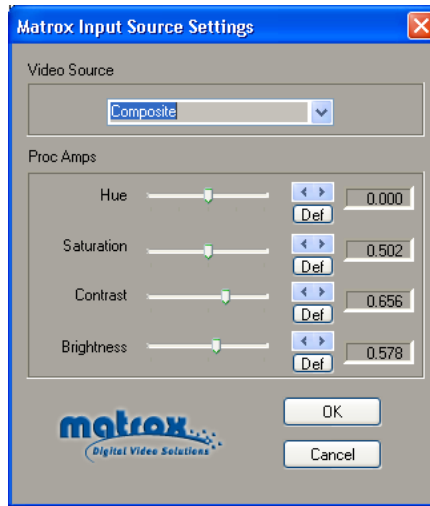 Matrox Input Source Settings
Video Source
Composite
Proc Amps
Hue
0.000
Def
Saturation
0.502
Def
Contrast
0.656
Def
Brightness
0.578
Def
OK
matrox
Digital Video Solutions
Cancel